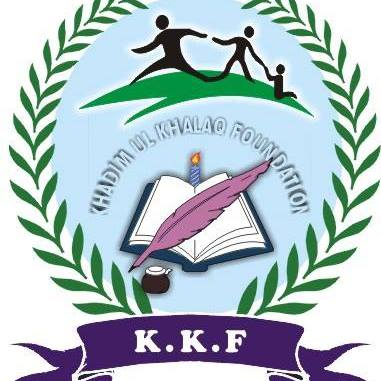 KHADIM UL KHALAQ FOUNDATION
K.K.F